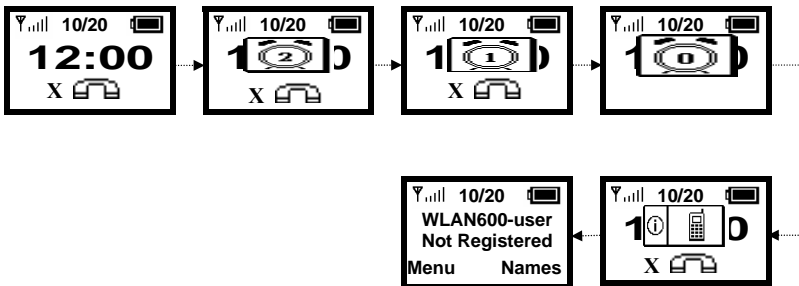 10/20
12:00
X
10/20
1 2 0
X
10/20
1 1 0
X
10/20
1 0 0
10/20
WLAN600-user
Not Registered
Menu Names
10/20
1 i 0
X